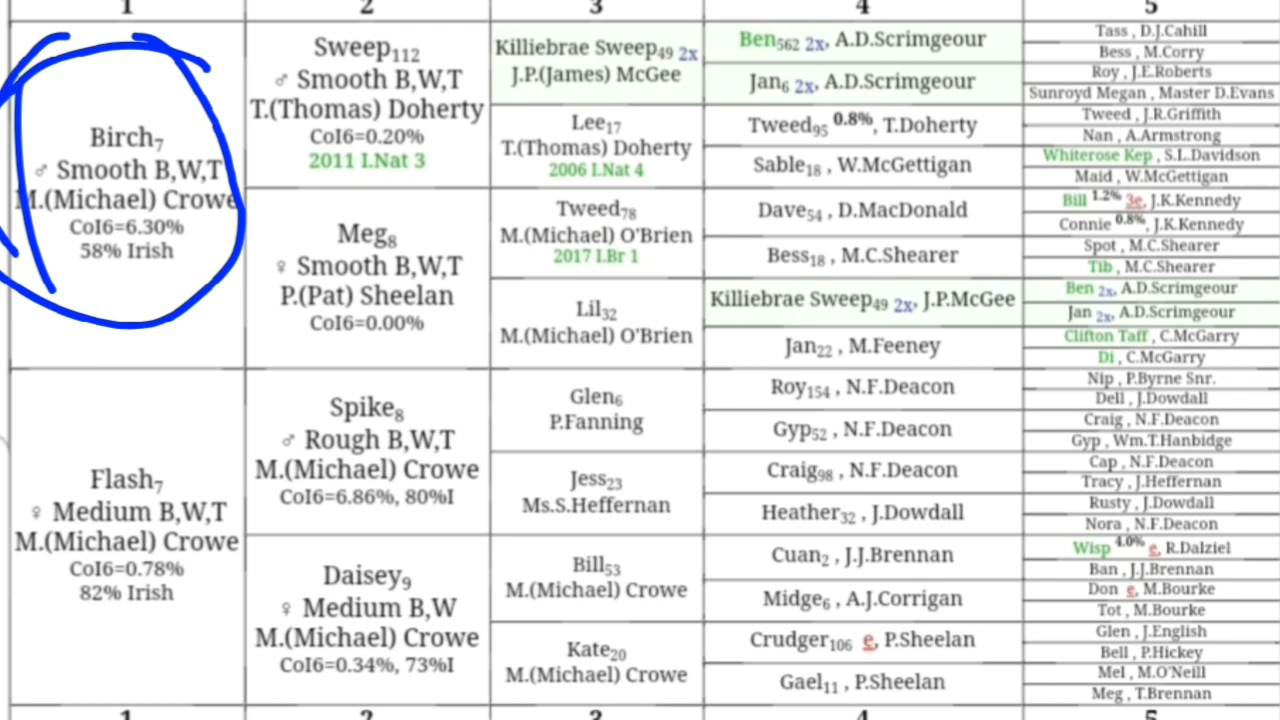 1 2 3 4 5
Birch7
♂ Smooth B,W,T
M.(Michael) Crowe
CoI6=6.30%
58% Irish
Flash7
♀ Medium B,W,T
M.(Michael) Crowe
CoI6=0.78%
82% Irish
Sweep112
♂ Smooth B,W,T
T.(Thomas) Doherty
CoI6=0.20%
2011 I.Nat 3
Meg8
♀ Smooth B,W,T
P.(Pat) Sheelan
CoI6=0.00%
Spike8
♂ Rough B,W,T
M.(Michael) Crowe
CoI6=6.86%, 80%I
Daisey9
♀ Medium B,W
M.(Michael) Crowe
CoI6=0.34%, 73%I
Killiebrae Sweep49 2x
J.P.(James) McGee
Lee17
T.(Thomas) Doherty
2006 I.Nat 4
Tweed78
M.(Michael) O'Brien
2017 I.Br 1
Lil32
M.(Michael) O'Brien
Glen6
P.Fanning
Jess23
Ms.S.Heffernan
Bill53
M.(Michael) Crowe
Kate20
M.(Michael) Crowe
Ben562 2x, A.D.Scrimgeour
Jan6 2x, A.D.Scrimgeour
Tweed95 0.8%, T.Doherty
Sable18 , W.McGettigan
Dave54 , D.MacDonald
Bess18 , M.C.Shearer
Killiebrae Sweep49 2x, J.P.McGee
Jan22 , M.Feeney
Roy154 , N.F.Deacon
Gyp52 , N.F.Deacon
Craig98 , N.F.Deacon
Heather32 , J.Dowdall
Cuan2 , J.J.Brennan
Midge6 , A.J.Corrigan
Crudger106 e, P.Sheelan
Gael11 , P.Sheelan
Tass , D.J.Cahill
Bess , M.Corry
Roy , J.E.Roberts
Sunroyd Megan , Master D.Evans
Tweed , J.R.Griffith
Nan , A.Armstrong
Whiterose Kep , S.L.Davidson
Maid , W.McGettigan
Bill 1.2% 3e, J.K.Kennedy
Connie 0.8%, J.K.Kennedy
Spot , M.C.Shearer
Tib , M.C.Shearer
Ben 2x, A.D.Scrimgeour
Jan 2x, A.D.Scrimgeour
Clifton Taff , C.McGarry
Di , C.McGarry
Nip , P.Byrne Snr.
Dell , J.Dowdall
Craig , N.F.Deacon
Gyp , Wm.T.Hanbidge
Cap , N.F.Deacon
Tracy , J.Heffernan
Rusty , J.Dowdall
Nora , N.F.Deacon
Wisp 4.0% e, R.Dalziel
Ban , J.J.Brennan
Don e, M.Bourke
Tot , M.Bourke
Glen , J.English
Bell , P.Hickey
Mel , M.O'Neill
Meg , T.Brennan
1 2 3 4 5